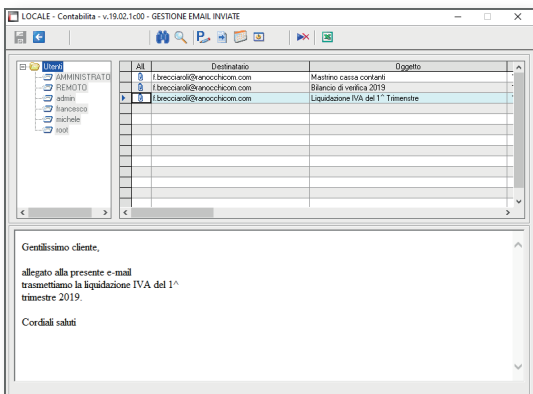 LOCALE - Contabilita - v.19.02.1c00 - GESTIONE EMAIL INVIATE
Utenti
AMMINISTRATO
REMOTO
admin
francesco
michele
root
All. Destinatario Oggetto
f.brecciaroli@ranocchicom.com Mastrino cassa contanti
f.brecciaroli@ranocchicom.com Bilancio di verifica 2019
f.brecciaroli@ranocchicom.com Liquidazione IVA del 1^ Trimenstre
Gentilissimo cliente,
allegato alla presente e-mail
trasmettiamo la liquidazione IVA del 1^
trimestre 2019.
Cordiali saluti